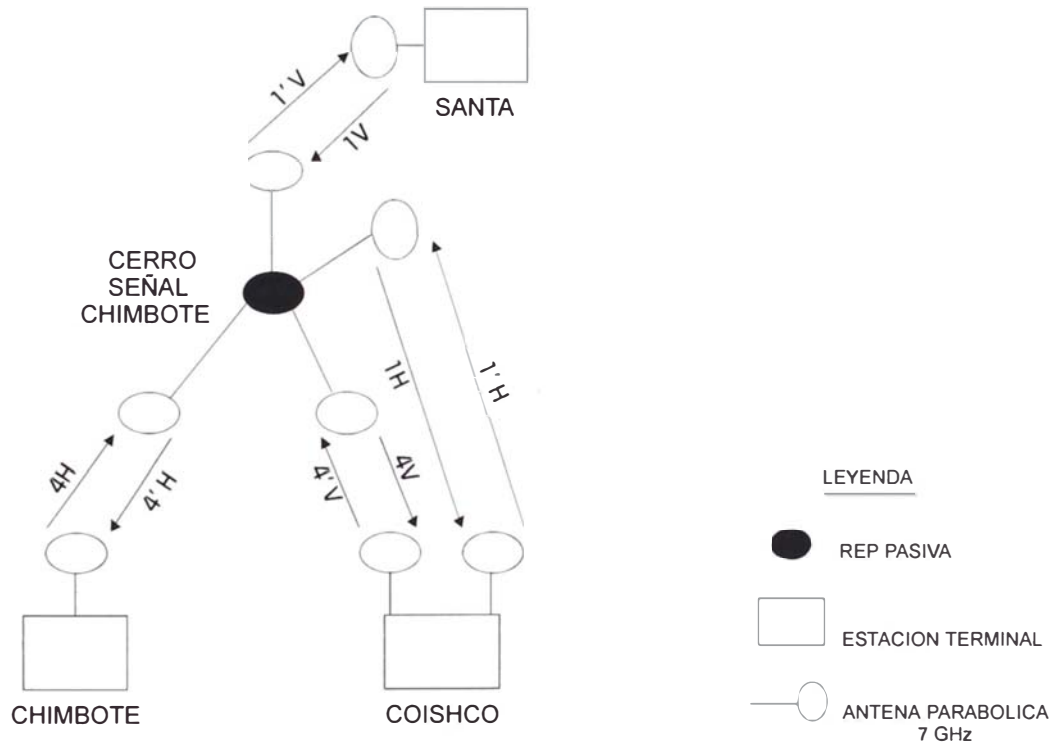 1' V
1V
SANTA
CERRO
SEÑAL
CHIMBOTE
1H
1' H
4H
4' H
4' V
4V
CHIMBOTE
COISHCO
LEYENDA
REP PASIVA
ESTACION TERMINAL
ANTENA PARABOLICA
7 GHz